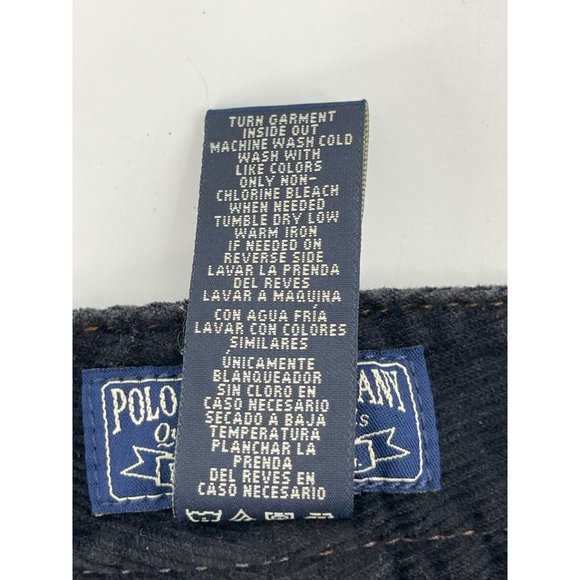 TURN GARMENT
INSIDE OUT
MACHINE WASH COLD
WASH WITH
LIKE COLORS
ONLY NON-
CHLORINE BLEACH
WHEN NEEDED
TUMBLE DRY LOW
WARM IRON
IF NEEDED ON
REVERSE SIDE
LAVAR LA PRENDA
DEL REVES
LAVAR A MAQUINA
CON AGUA FRÍA
LAVAR CON COLORES
SIMILARES
ÚNICAMENTE
BLANQUEADOR
SIN CLORO EN
CASO NECESARIO
SECADO A BAJA
TEMPERATURA
PLANCHAR LA
PRENDA
DEL REVES EN
CASO NECESARIO
POLO